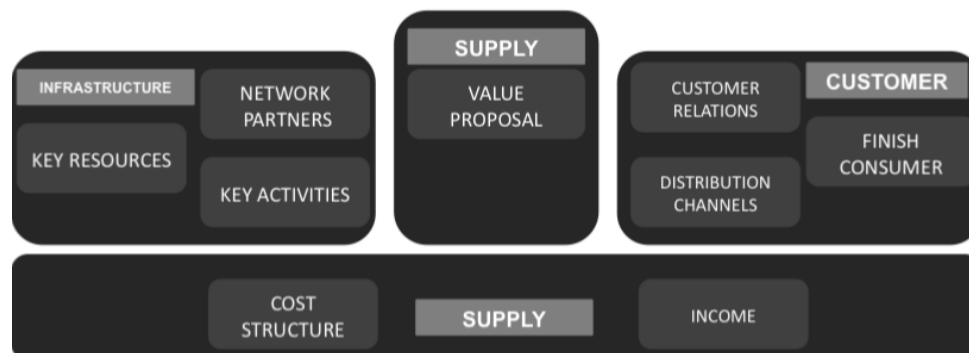 INFRASTRUCTURE
KEY RESOURCES
NETWORK
PARTNERS
KEY ACTIVITIES
SUPPLY
VALUE
PROPOSAL
CUSTOMER
RELATIONS
DISTRIBUTION
CHANNELS
CUSTOMER
FINISH
CONSUMER
COST
STRUCTURE
SUPPLY
INCOME